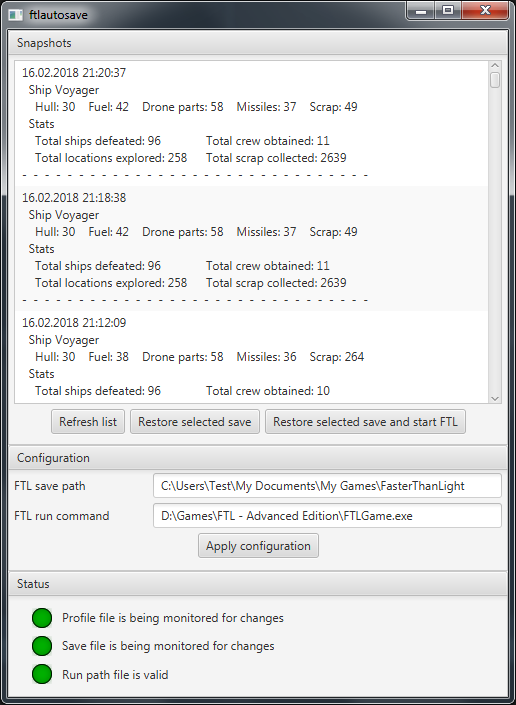 ftlautosave
Snapshots
16.02.2018 21:20:37
Ship Voyager
Hull: 30 Fuel: 42 Drone parts: 58 Missiles: 37 Scrap: 49
Stats
Total ships defeated: 96 Total crew obtained: 11
Total locations explored: 258 Total scrap collected: 2639
- - - - - - - - - - - - - - - - - - - - - - - - - - - - - - -
16.02.2018 21:18:38
Ship Voyager
Hull: 30 Fuel: 42 Drone parts: 58 Missiles: 37 Scrap: 49
Stats
Total ships defeated: 96 Total crew obtained: 11
Total locations explored: 258 Total scrap collected: 2639
- - - - - - - - - - - - - - - - - - - - - - - - - - - - - - -
16.02.2018 21:12:09
Ship Voyager
Hull: 30 Fuel: 38 Drone parts: 58 Missiles: 36 Scrap: 264
Stats
Total ships defeated: 96 Total crew obtained: 10
Refresh list Restore selected save Restore selected save and start FTL
Configuration
FTL save path C:\Users\Test\My Documents\My Games\FasterThanLight
FTL run command D:\Games\FTL - Advanced Edition\FTLGame.exe
Apply configuration
Status
Profile file is being monitored for changes
Save file is being monitored for changes
Run path file is valid